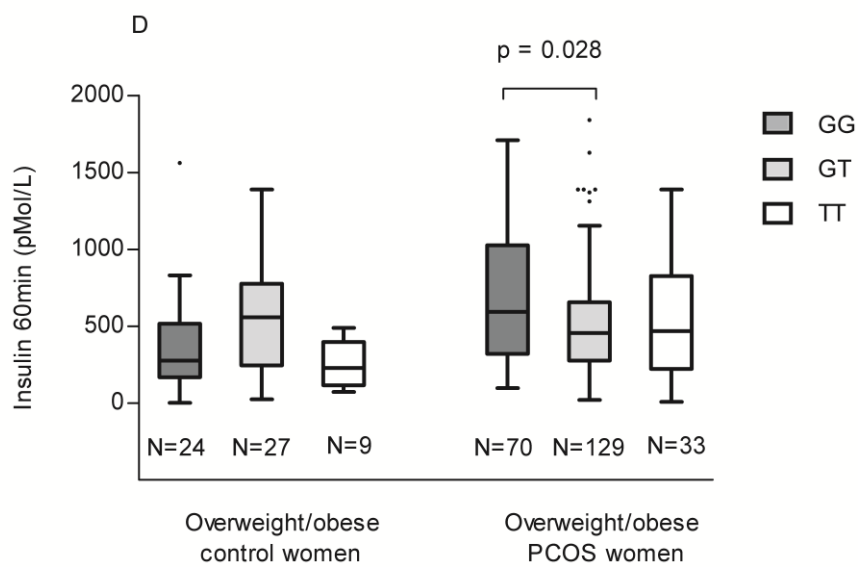 D
p = 0.028
2000
1500
1000
500
0
Insulin 60min (pMol/L)
GG
GT
TT
N=24 N=27 N=9 N=70 N=129 N=33
Overweight/obese
control women
Overweight/obese
PCOS women